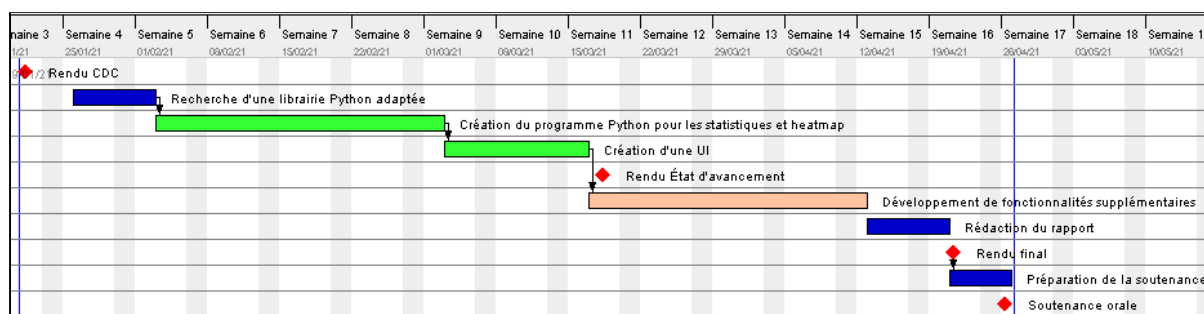 naine 3 Semaine 4 Semaine 5 Semaine 6 Semaine 7 Semaine 8 Semaine 9 Semaine 10 Semaine 11 Semaine 12 Semaine 13 Semaine 14 Semaine 15 Semaine 16 Semaine 17 Semaine 18 Semaine 1
1/21 25/01/21 01/02/21 08/02/21 15/02/21 22/02/21 01/03/21 08/03/21 15/03/21 22/03/21 29/03/21 05/04/21 12/04/21 19/04/21 26/04/21 03/05/21 10/05/21
Rendu CDC
Recherche d'une librairie Python adaptée
Création du programme Python pour les statistiques et heatmap
Création d'une UI
Rendu État d'avancement
Développement de fonctionnalités supplémentaires
Rédaction du rapport
Rendu final
Préparation de la soutenance
Soutenance orale